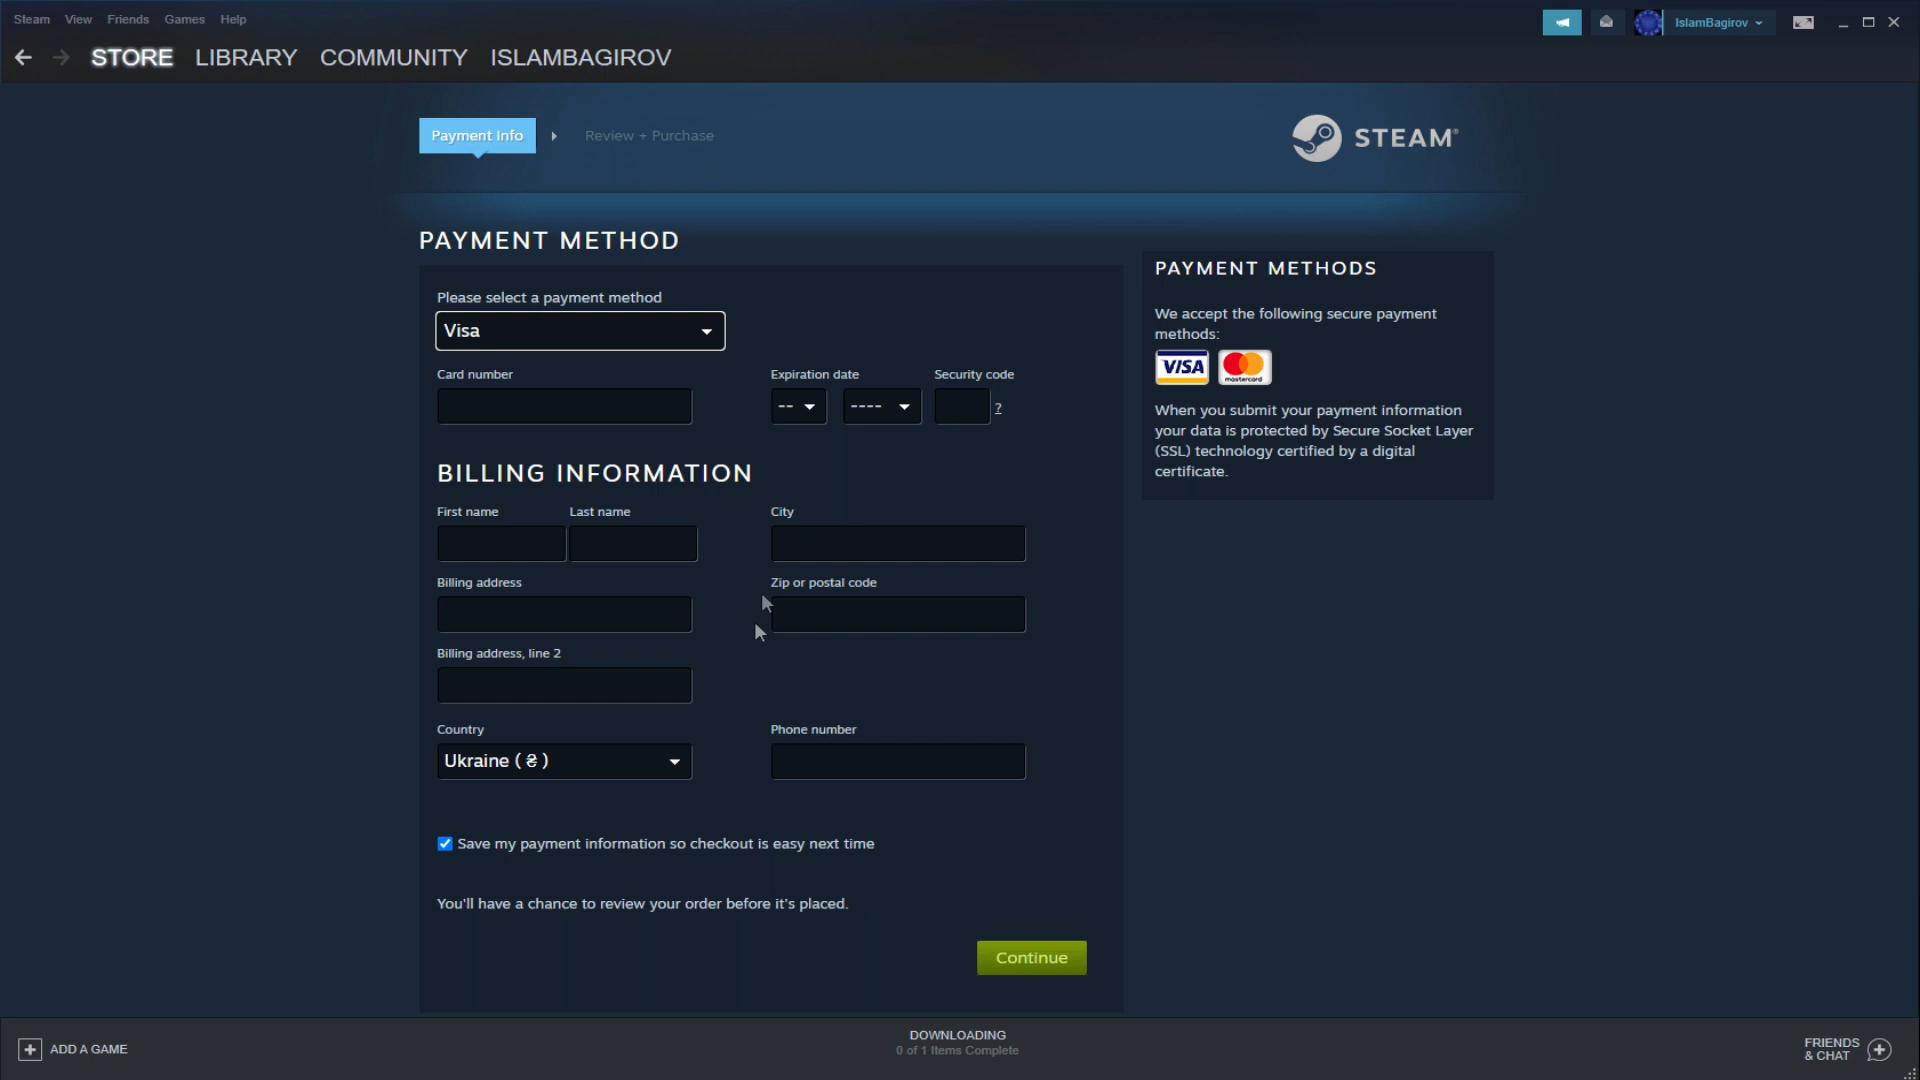 Steam View Friends Games Help
IslamBagirov
STORE LIBRARY COMMUNITY ISLAMBAGIROV
Payment Info Review + Purchase
STEAM®
PAYMENT METHOD
Please select a payment method
Visa
Card number Expiration date Security code
-- ---- ?
BILLING INFORMATION
First name Last name City
Billing address Zip or postal code
Billing address, line 2
Country Phone number
Ukraine ( ₴ )
Save my payment information so checkout is easy next time
You'll have a chance to review your order before it's placed.
Continue
PAYMENT METHODS
We accept the following secure payment
methods:
VISA mastercard
When you submit your payment information
your data is protected by Secure Socket Layer
(SSL) technology certified by a digital
certificate.
ADD A GAME
DOWNLOADING
0 of 1 Items Complete
FRIENDS
& CHAT